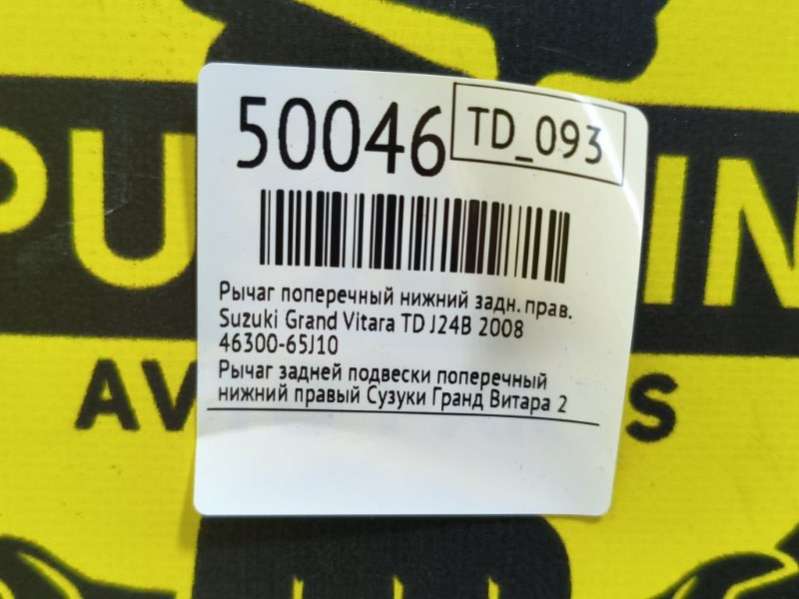 50046
TD_093
Рычаг поперечный нижний задн. прав.
Suzuki Grand Vitara TD J24B 2008
46300-65J10
Рычаг задней подвески поперечный
нижний правый Сузуки Гранд Витара 2